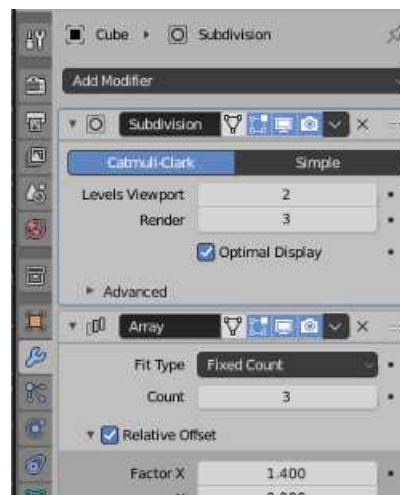 Cube › Subdivision
Add Modifier
Subdivision
Catmull-Clark Simple
Levels Viewport 2
Render 3
Optimal Display
Advanced
Array
Fit Type Fixed Count
Count 3
Relative Offset
Factor X 1.400